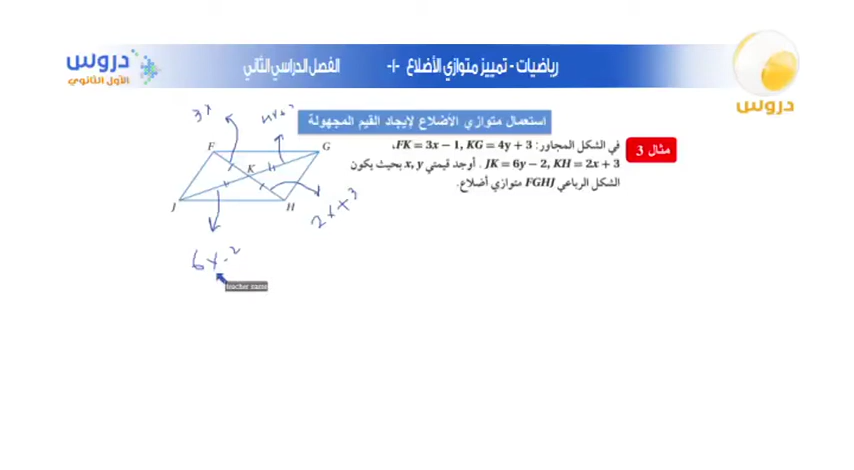 دروس
الأول الثانوي
رياضيات - تمييز متوازي الأضلاع -١-
الفصل الدراسي الثاني
دروس
استعمال متوازي الأضلاع لإيجاد القيم المجهولة
مثال 3
في الشكل المجاور: FK = 3x − 1, KG = 4y + 3،
JK = 6y − 2, KH = 2x + 3 . أوجد قيمتي x, y بحيث يكون
الشكل الرباعي FGHJ متوازي أضلاع.
3x
F
G
K
J
H
2x+3
6y-2
teacher name